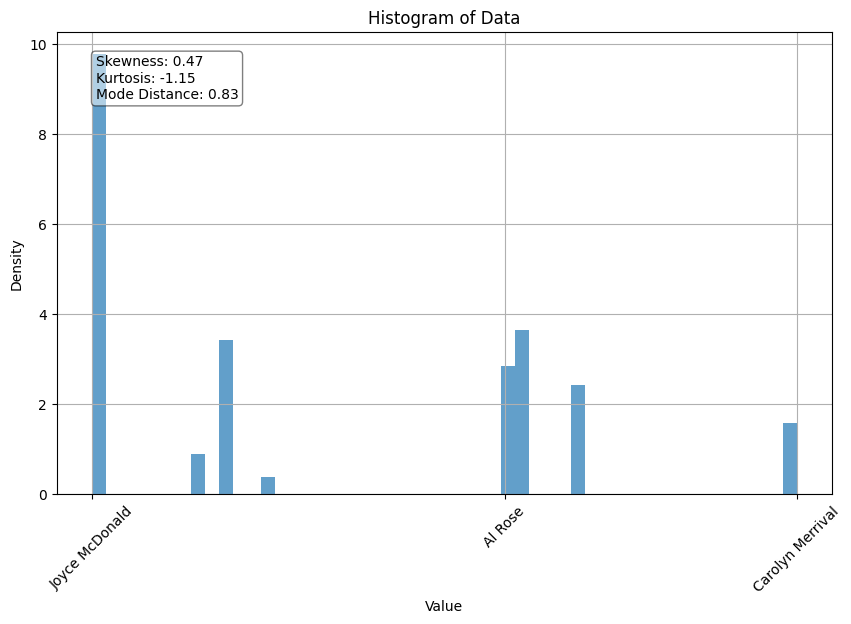 Histogram of Data
Skewness: 0.47
Kurtosis: -1.15
Mode Distance: 0.83
10
8
6
4
2
0
Density
Joyce McDonald
Al Rose
Carolyn Merrival
Value